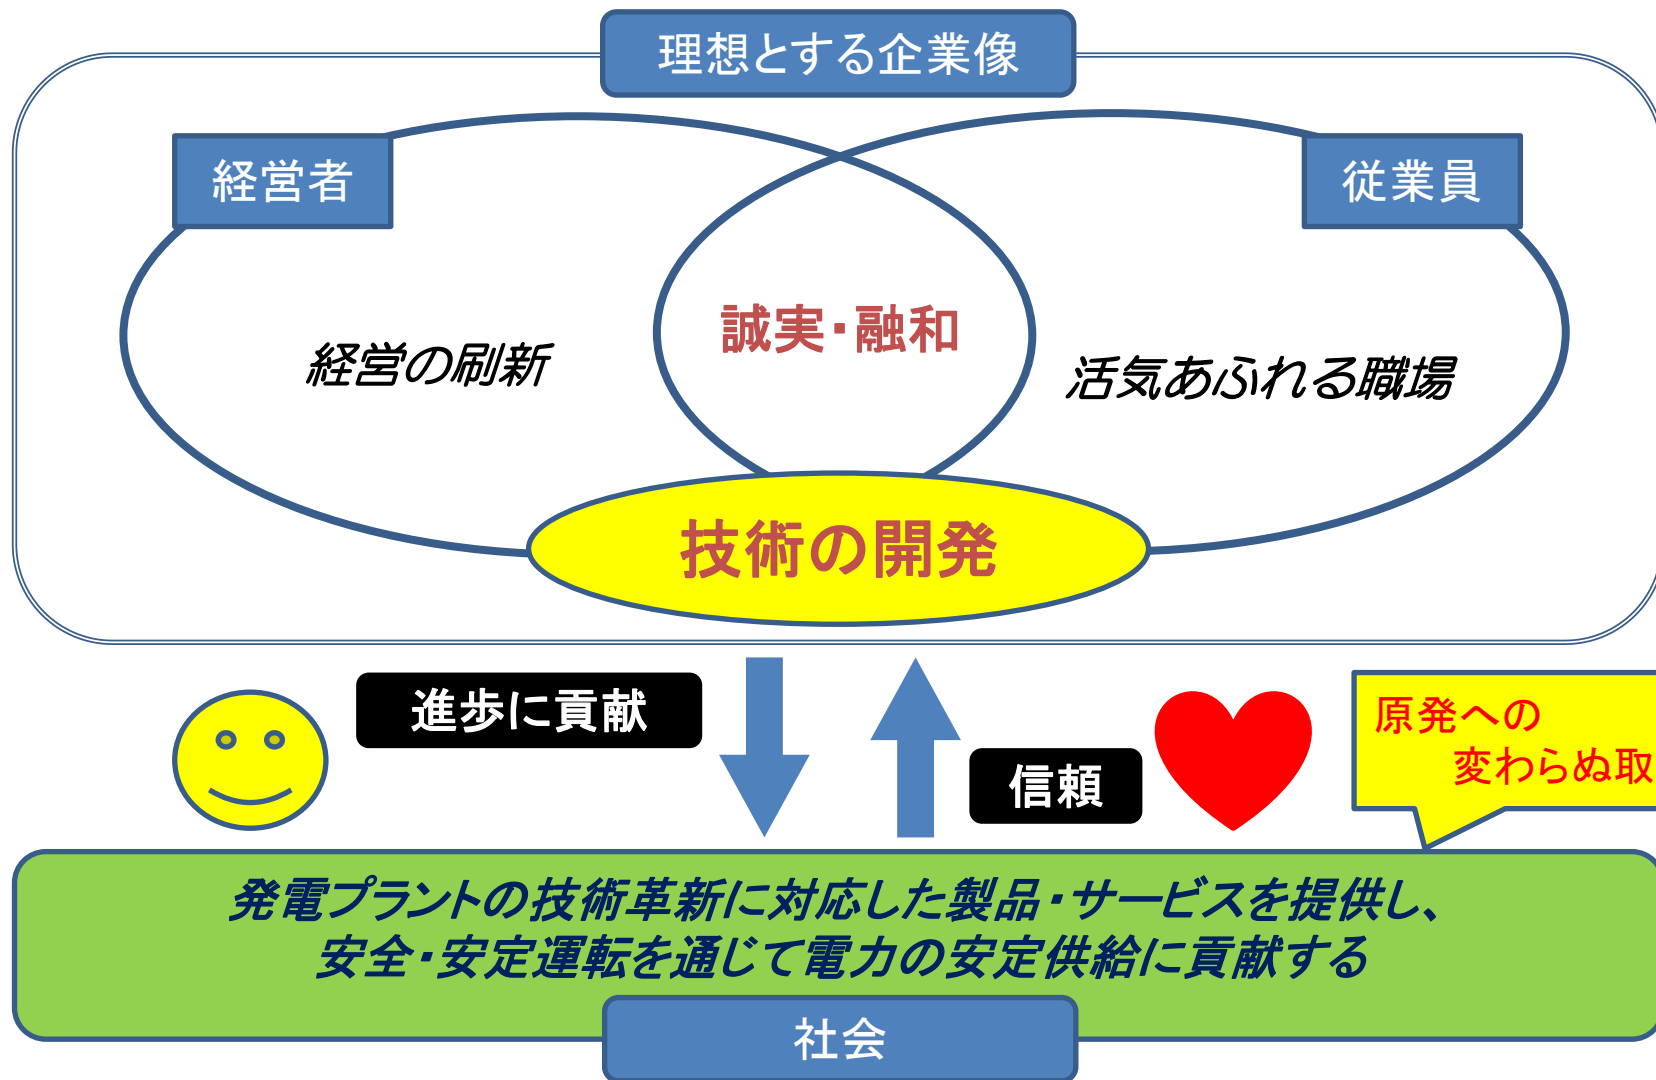 理想とする企業像
経営者
従業員
誠実・融和
経営の刷新
活気あふれる職場
技術の開発
進歩に貢献
信頼
原発への
変わらぬ取
発電プラントの技術革新に対応した製品・サービスを提供し、
安全・安定運転を通じて電力の安定供給に貢献する
社会